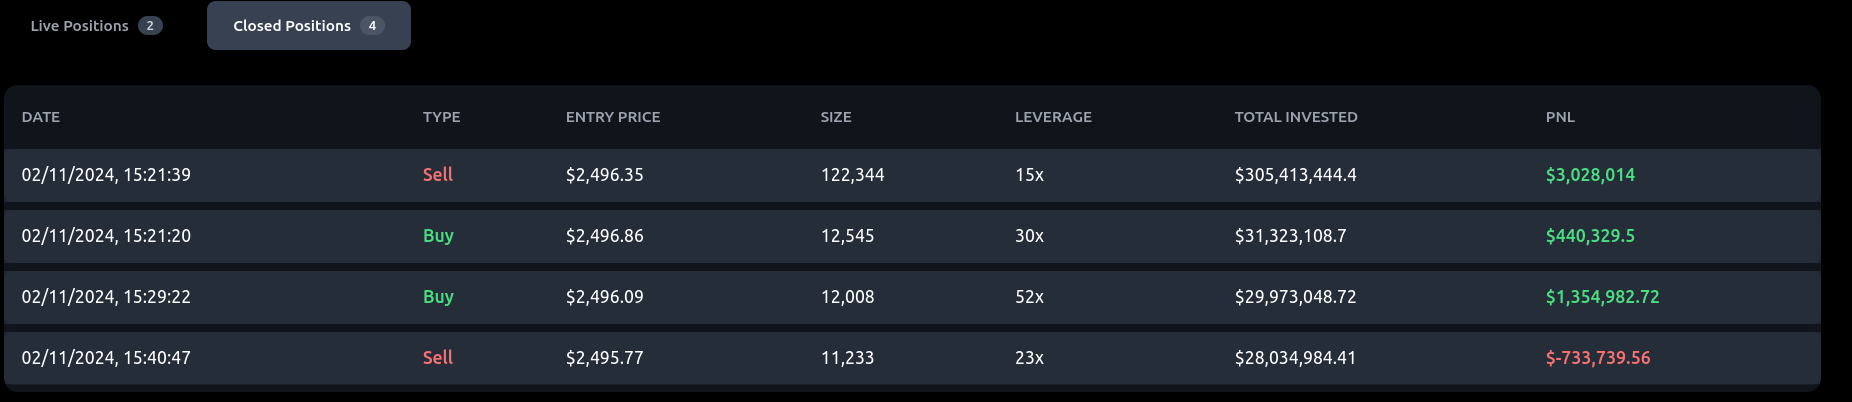 Live Positions 2 Closed Positions 4
DATE TYPE ENTRY PRICE SIZE LEVERAGE TOTAL INVESTED PNL
02/11/2024, 15:21:39 Sell $2,496.35 122,344 15x $305,413,444.4 $3,028,014
02/11/2024, 15:21:20 Buy $2,496.86 12,545 30x $31,323,108.7 $440,329.5
02/11/2024, 15:29:22 Buy $2,496.09 12,008 52x $29,973,048.72 $1,354,982.72
02/11/2024, 15:40:47 Sell $2,495.77 11,233 23x $28,034,984.41 $-733,739.56